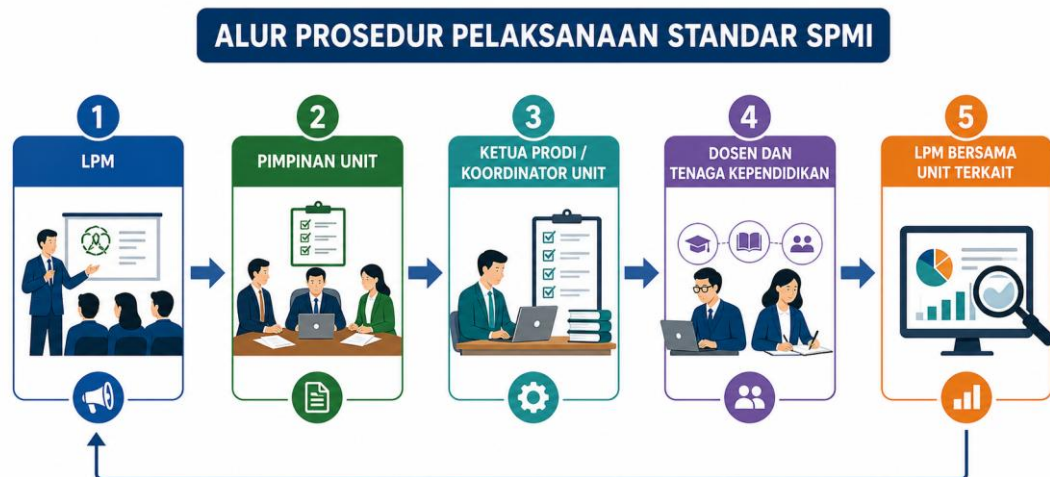 ALUR PROSEDUR PELAKSANAAN STANDAR SPMI
1
LPM
2
PIMPINAN UNIT
3
KETUA PRODI /
KOORDINATOR UNIT
4
DOSEN DAN
TENAGA KEPENDIDIKAN
5
LPM BERSAMA
UNIT TERKAIT